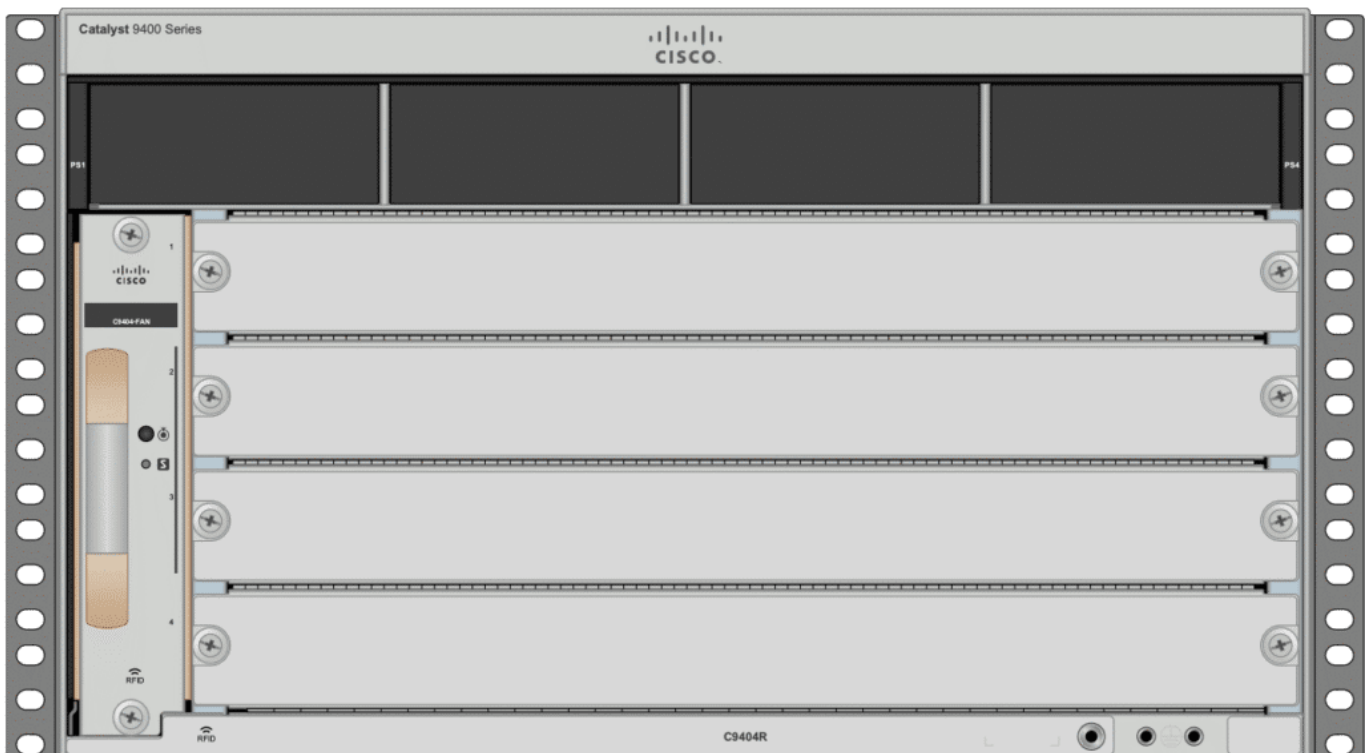 Catalyst 9400 Series
CISCO
PS1
PS4
1
CISCO
C9404-FAN
2
S
3
4
RFID
RFID
C9404R